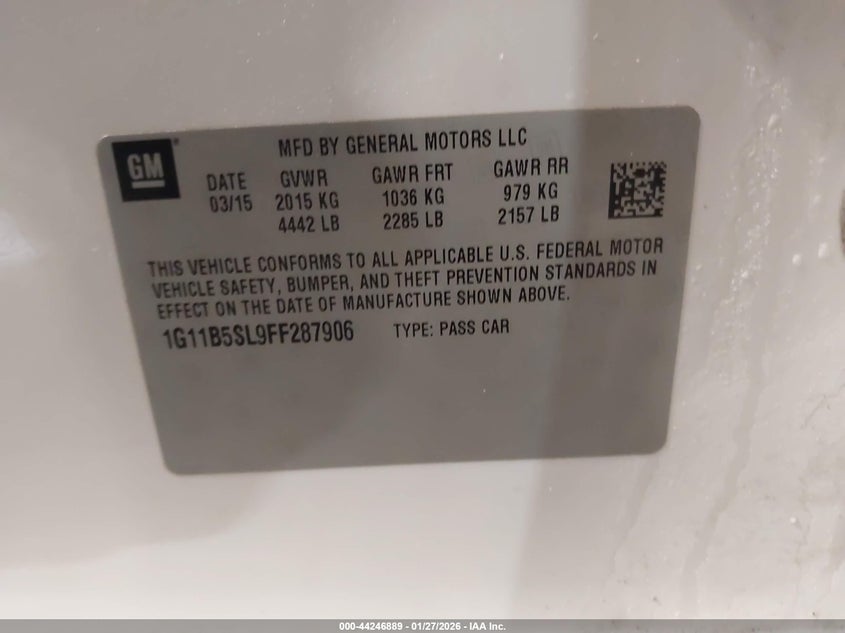 GM
MFD BY GENERAL MOTORS LLC
DATE GVWR GAWR FRT GAWR RR
03/15 2015 KG 1036 KG 979 KG
4442 LB 2285 LB 2157 LB
THIS VEHICLE CONFORMS TO ALL APPLICABLE U.S. FEDERAL MOTOR
VEHICLE SAFETY, BUMPER, AND THEFT PREVENTION STANDARDS IN
EFFECT ON THE DATE OF MANUFACTURE SHOWN ABOVE.
1G11B5SL9FF287906 TYPE: PASS CAR
000-44246889 — 01/27/2026 — IAA Inc.